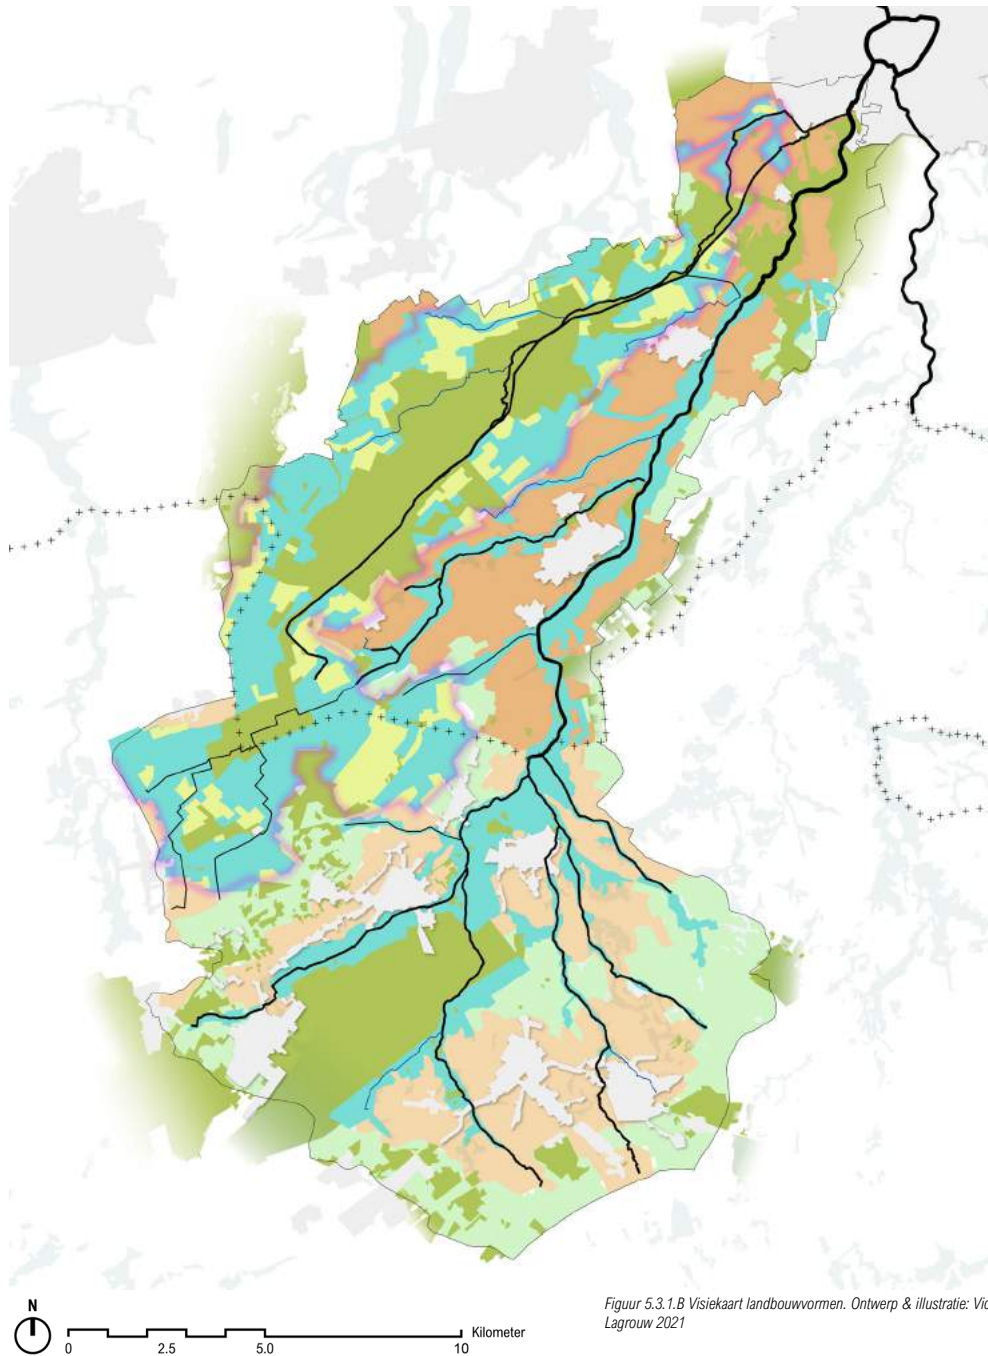 N
Kilometer
0 2.5 5.0 10
Figuur 5.3.1.B Visiekaart landbouwvormen. Ontwerp & illustratie:
Lagrouw 2021